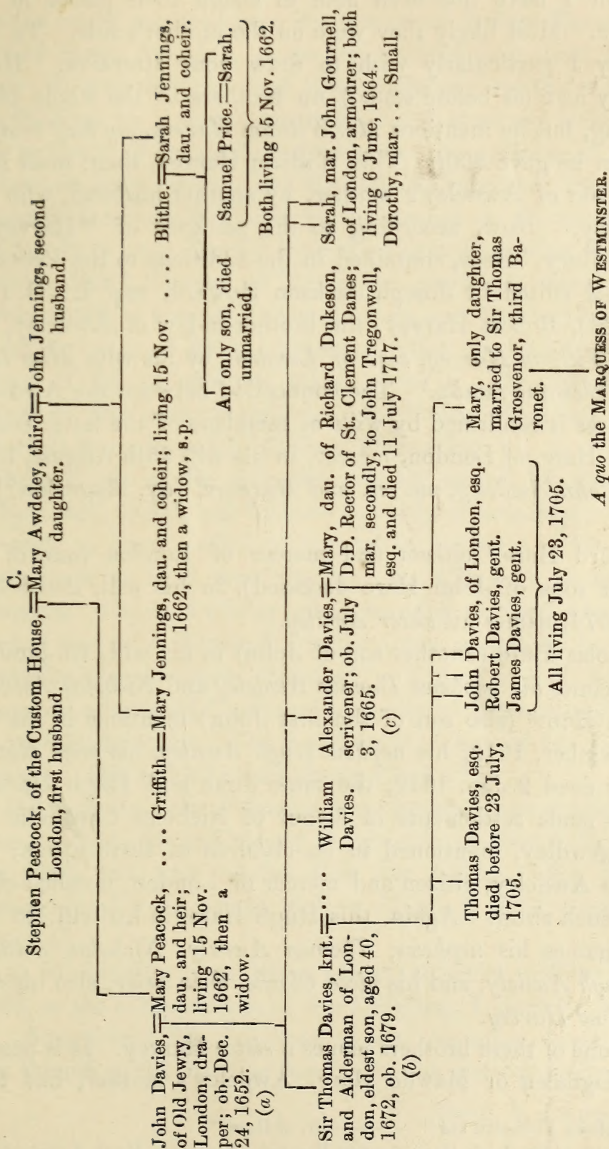 C.
Stephen Peacock, of the Custom House,╤Mary Awdeley, third╤John Jennings, second
London, first husband.
daughter.
husband.
John Davies,╤Mary Peacock,
of Old Jewry,
London, dra-
per; ob. Dec.
24, 1652.
(a)
dau. and heir;
living 15 Nov.
1662, then a
widow.
.... Griffith.=Mary Jennings, dau. and coheir; living 15 Nov.
1662, then a widow, s.p.
.... Blithe.╤Sarah Jennings,
dau. and coheir.
An only son, died
unmarried.
Samuel Price.=Sarah.
Both living 15 Nov. 1662.
Sir Thomas Davies, knt.╤....
and Alderman of Lon-
don, eldest son, aged 40,
1672, ob. 1679.
(b)
William
Davies.
Alexander Davies,╤Mary, dau. of Richard Dukeson,
scrivener; ob. July
3, 1665.
(c)
D.D. Rector of St. Clement Danes;
mar. secondly, to John Tregonwell,
esq. and died 11 July 1717.
Sarah, mar. John Gournell,
of London, armourer; both
living 6 June, 1664.
Dorothy, mar.... Small.
Thomas Davies, esq.
died before 23 July,
1705.
John Davies, of London, esq.
Robert Davies, gent.
James Davies, gent.
All living July 23, 1705.
Mary, only daughter,
married to Sir Thomas
Grosvenor, third Ba-
ronet.
A quo the MARQUESS OF WESTMINSTER.